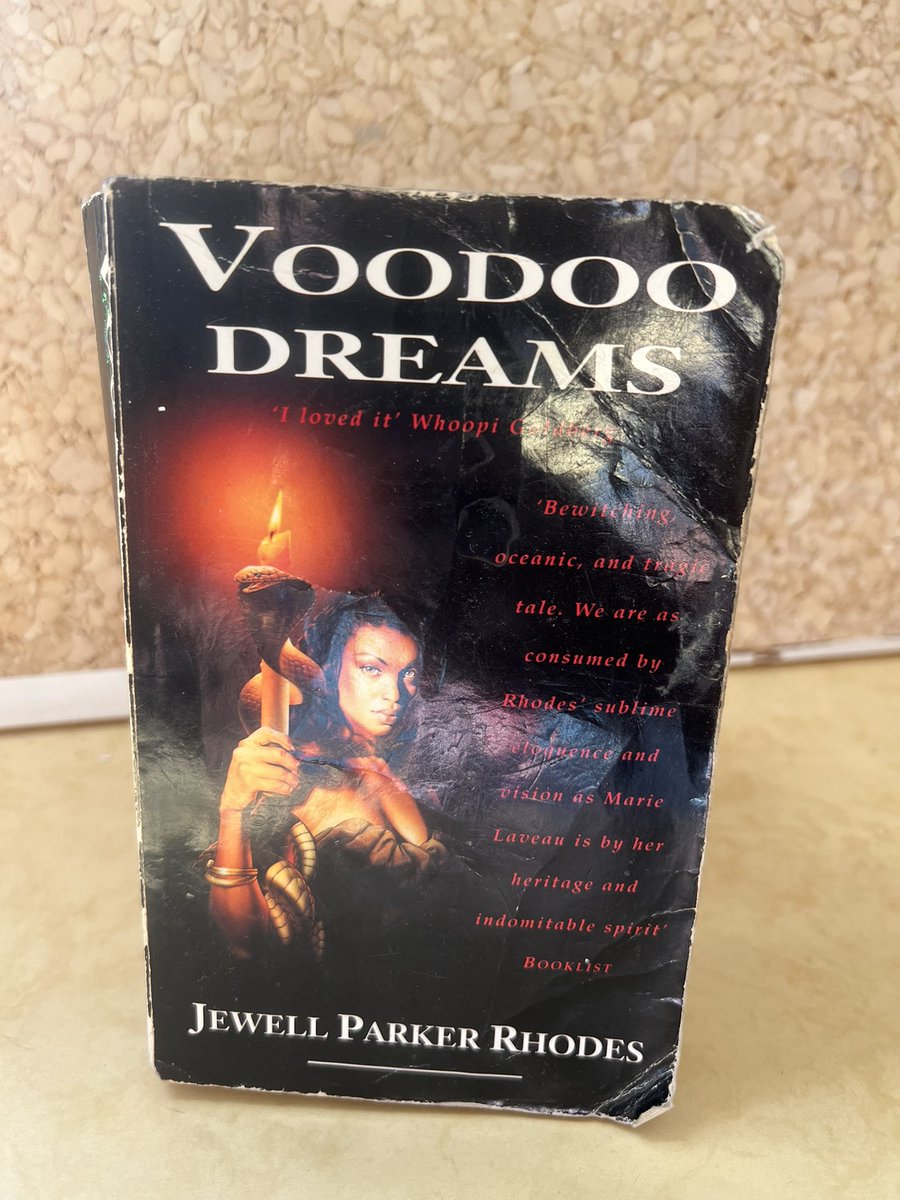 VOODOO
DREAMS
'I loved it' Whoopi Goldberg
'Bewitching,
oceanic, and tragic
tale. We are as
consumed by
Rhodes' sublime
eloquence and
vision as Marie
Laveau is by her
heritage and
indomitable spirit'
BOOKLIST
JEWELL PARKER RHODES